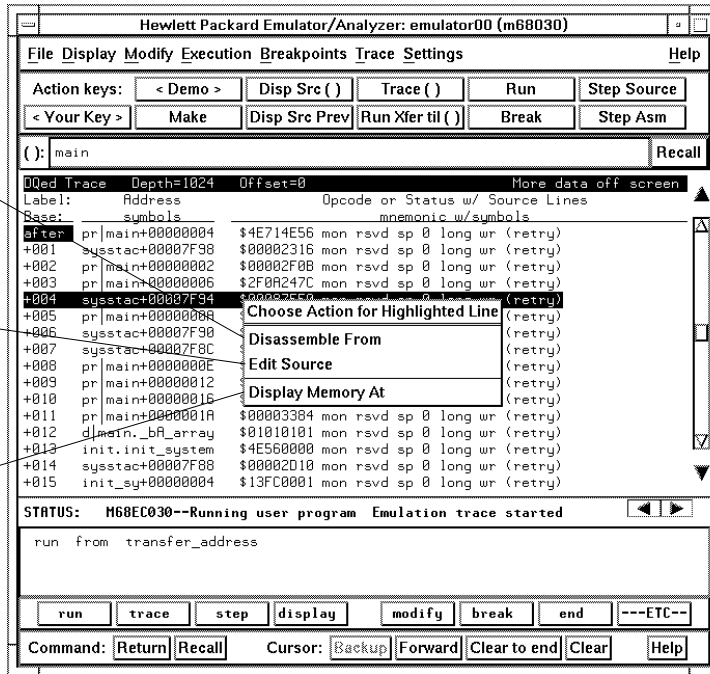 Hewlett Packard Emulator/Analyzer: emulator00 (m68030)
File Display Modify Execution Breakpoints Trace Settings Help
Action keys: < Demo > Disp Src ( ) Trace ( ) Run Step Source
< Your Key > Make Disp Src Prev Run Xfer til ( ) Break Step Asm
( ): main Recall
DQed Trace Depth=1024 Offset=0 More data off screen
Label: Address Opcode or Status w/ Source Lines
Base: symbols mnemonic w/symbols
after pr|main+00000004 $4E714E56 mon rsvd sp 0 long wr (retry)
+001 sysstac+00007F98 $00002316 mon rsvd sp 0 long wr (retry)
+002 pr|main+00000002 $00002F0B mon rsvd sp 0 long wr (retry)
+003 pr|main+00000006 $2F0A247C mon rsvd sp 0 long wr (retry)
+004 sysstac+00007F94 $00087550 mon rsvd sp 0 long wr (retry)
+005 pr|main+0000000A (retry)
Choose Action for Highlighted Line
+006 sysstac+00007F90 (retry)
+007 sysstac+00007F8C (retry)
Disassemble From
+008 pr|main+0000000E (retry)
Edit Source
+009 pr|main+00000012 (retry)
+010 pr|main+00000016 (retry)
Display Memory At
+011 pr|main+0000001A $00003384 mon rsvd sp 0 long wr (retry)
+012 d|main._bA_array $01010101 mon rsvd sp 0 long wr (retry)
+013 init.init_system $4E560000 mon rsvd sp 0 long wr (retry)
+014 sysstac+00007F88 $00002D10 mon rsvd sp 0 long wr (retry)
+015 init_sy+00000004 $13FC0001 mon rsvd sp 0 long wr (retry)
STATUS: M68EC030--Running user program Emulation trace started
run from transfer_address
run trace step display modify break end ---ETC--
Command: Return Recall Cursor: Backup Forward Clear to end Clear Help